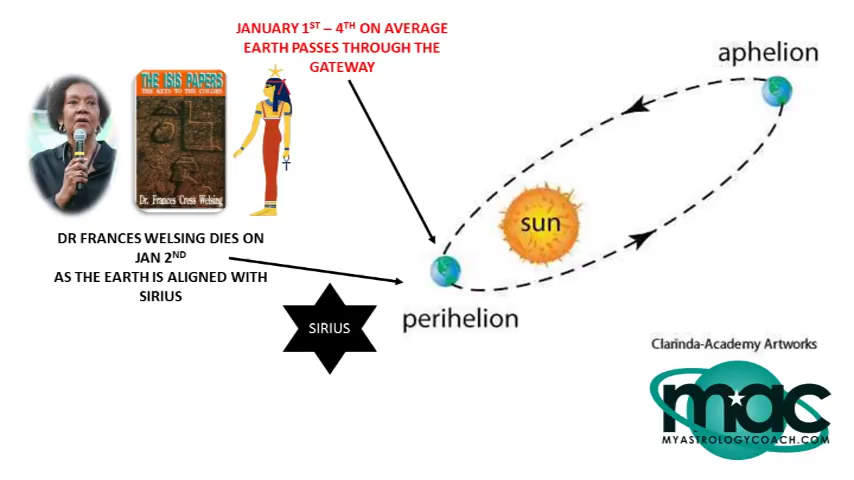 JANUARY 1ST – 4TH ON AVERAGE
EARTH PASSES THROUGH THE
GATEWAY
aphelion
THE ISIS PAPERS
THE KEYS TO THE COLORS
Dr. Frances Cress Welsing
sun
DR FRANCES WELSING DIES ON
JAN 2ND
AS THE EARTH IS ALIGNED WITH
SIRIUS
SIRIUS
perihelion
Clarinda-Academy Artworks
mac
MYASTROLOGYCOACH.COM